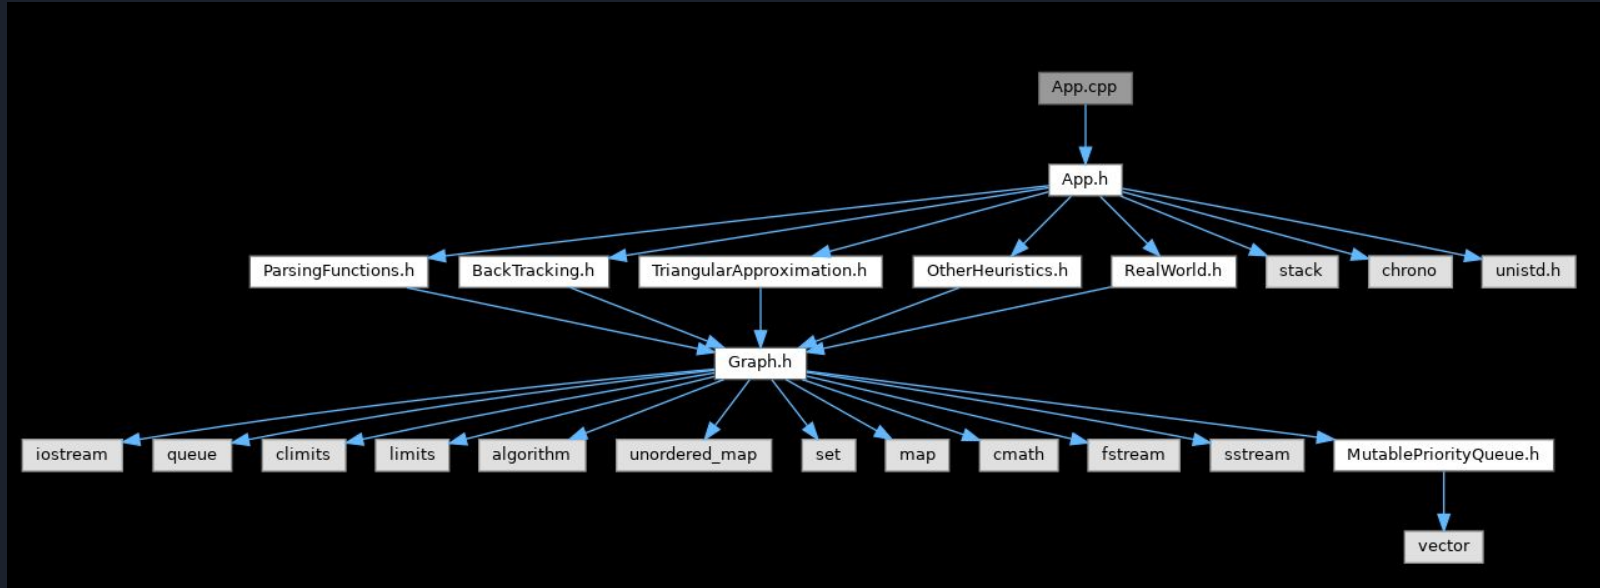 App.cpp
App.h
ParsingFunctions.h
BackTracking.h
TriangularApproximation.h
OtherHeuristics.h
RealWorld.h
stack
chrono
unistd.h
Graph.h
iostream
queue
climits
limits
algorithm
unordered_map
set
map
cmath
fstream
sstream
MutablePriorityQueue.h
vector